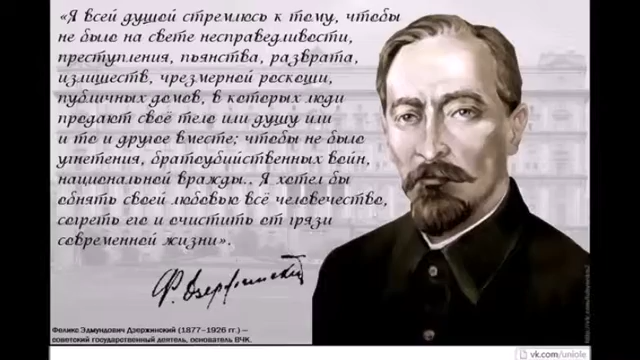 «Я всей душой стремлюсь к тому, чтобы
не было на свете несправедливости,
преступления, пьянства, разврата,
излишеств, чрезмерной роскоши,
публичных домов, в которых люди
продают своё тело или душу или
и то и другое вместе; чтобы не было
угнетения, братоубийственных войн,
национальной вражды.. Я хотел бы
обнять своей любовью всё человечество,
согреть его и очистить от грязи
современной жизни».
Ф. Дзержинский
Феликс Эдмундович Дзержинский (1877–1926 гг.) —
советский государственный деятель, основатель ВЧК.
vk.com/uniole